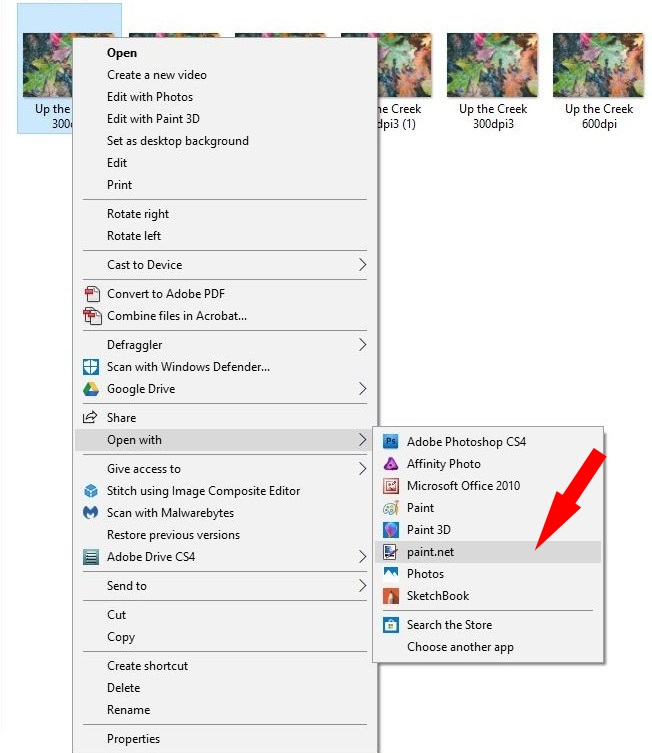 Up the
300
he Creek
dpi3 (1)
Up the Creek
300dpi3
Up the Creek
600dpi
Open
Create a new video
Edit with Photos
Edit with Paint 3D
Set as desktop background
Edit
Print
Rotate right
Rotate left
Cast to Device
Convert to Adobe PDF
Combine files in Acrobat...
Defraggler
Scan with Windows Defender...
Google Drive
Share
Open with
Give access to
Stitch using Image Composite Editor
Scan with Malwarebytes
Restore previous versions
Adobe Drive CS4
Send to
Cut
Copy
Create shortcut
Delete
Rename
Properties
Ps
Adobe Photoshop CS4
Affinity Photo
Microsoft Office 2010
Paint
Paint 3D
paint.net
Photos
SketchBook
Search the Store
Choose another app